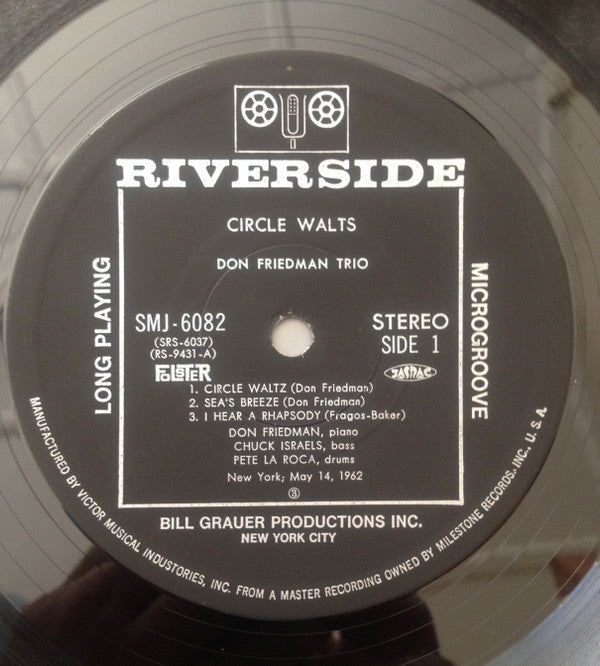 RIVERSIDE
CIRCLE WALTS
DON FRIEDMAN TRIO
LONG PLAYING
MICROGROOVE
SMJ-6082
(SRS-6037)
(RS-9431-A)
STEREO
SIDE 1
JASRAC
1. CIRCLE WALTZ (Don Friedman)
2. SEA'S BREEZE (Don Friedman)
3. I HEAR A RHAPSODY (Fragos-Baker)
DON FRIEDMAN, piano
CHUCK ISRAELS, bass
PETE LA ROCA, drums
New York; May 14, 1962
BILL GRAUER PRODUCTIONS INC.
NEW YORK CITY
MANUFACTURED BY VICTOR MUSICAL INDUSTRIES, INC. FROM A MASTER RECORDING OWNED BY MILESTONE RECORDS, INC., U.S.A.